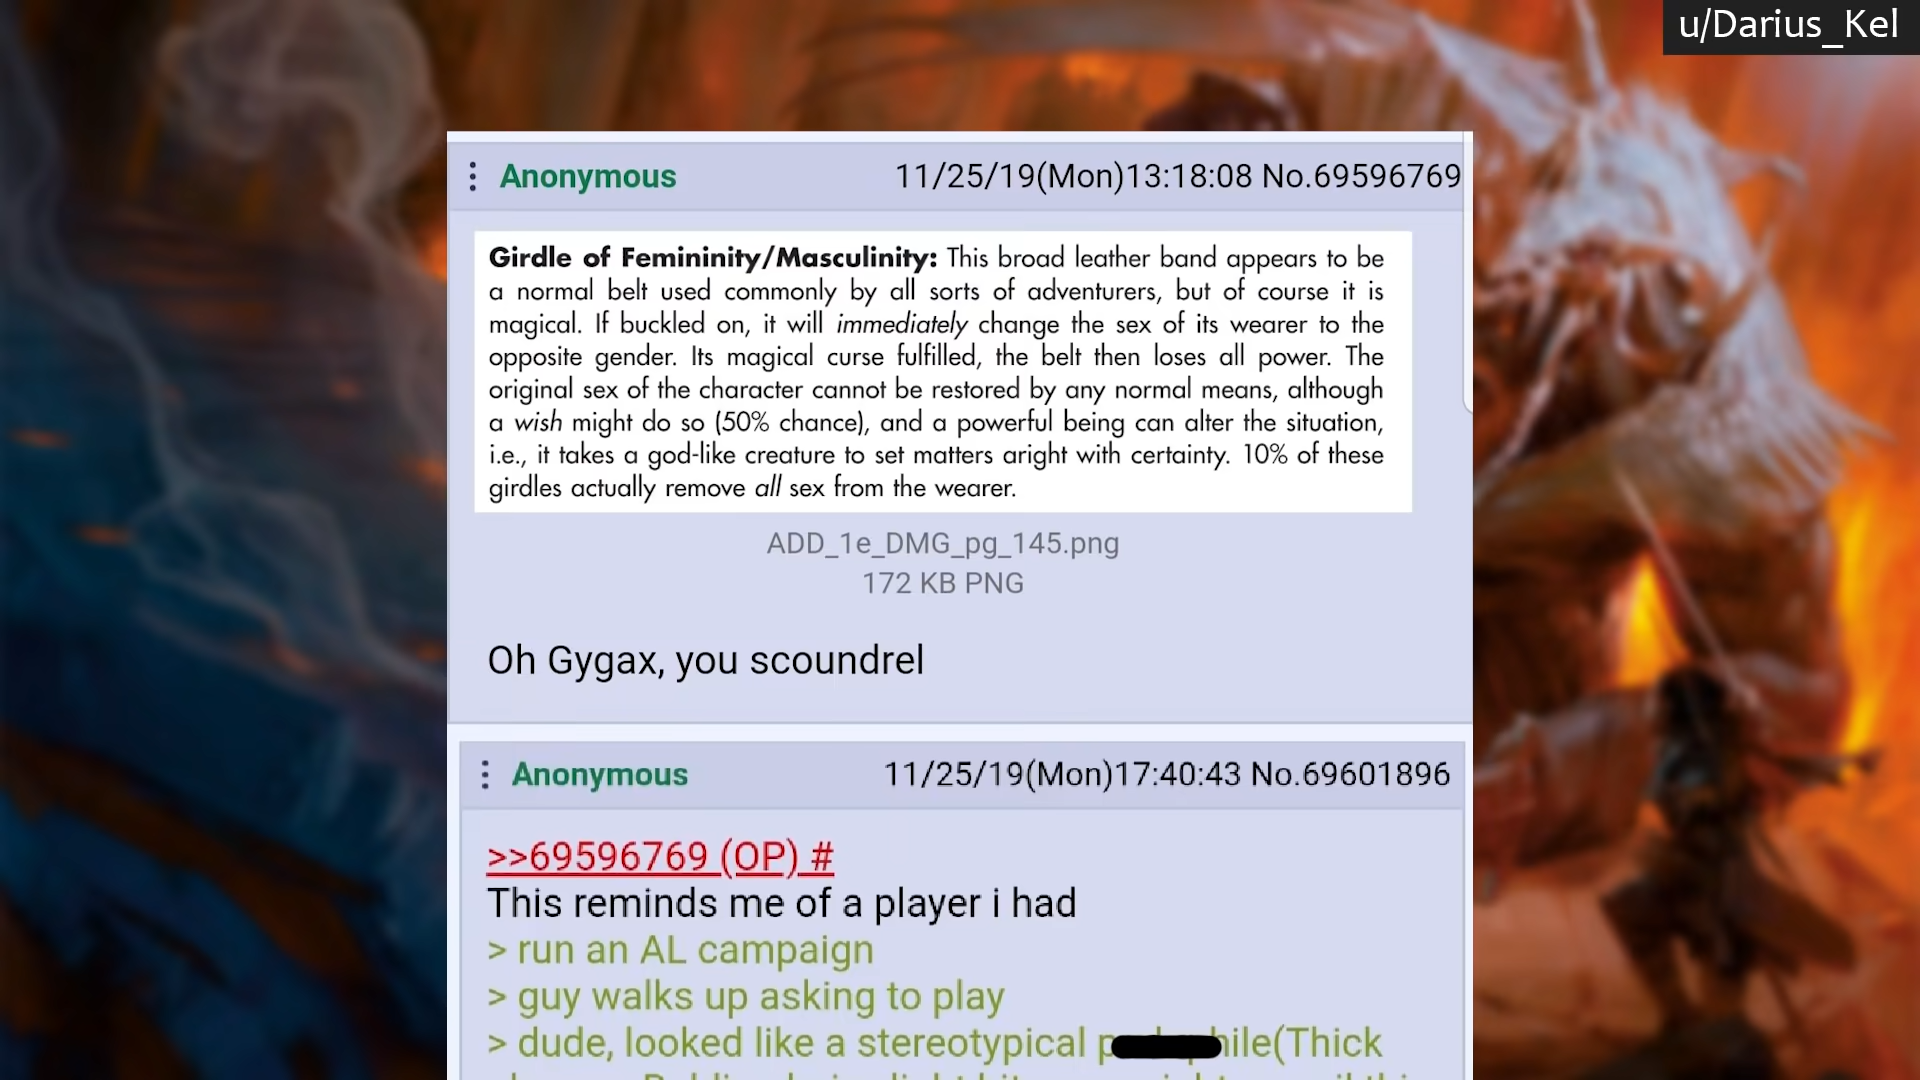 u/Darius_Kel
Anonymous 11/25/19(Mon)13:18:08 No.69596769
Girdle of Femininity/Masculinity: This broad leather band appears to be
a normal belt used commonly by all sorts of adventurers, but of course it is
magical. If buckled on, it will immediately change the sex of its wearer to the
opposite gender. Its magical curse fulfilled, the belt then loses all power. The
original sex of the character cannot be restored by any normal means, although
a wish might do so (50% chance), and a powerful being can alter the situation,
i.e., it takes a god-like creature to set matters aright with certainty. 10% of these
girdles actually remove all sex from the wearer.
ADD_1e_DMG_pg_145.png
172 KB PNG
Oh Gygax, you scoundrel
Anonymous 11/25/19(Mon)17:40:43 No.69601896
>>69596769 (OP) #
This reminds me of a player i had
> run an AL campaign
> guy walks up asking to play
> dude, looked like a stereotypical (Thick